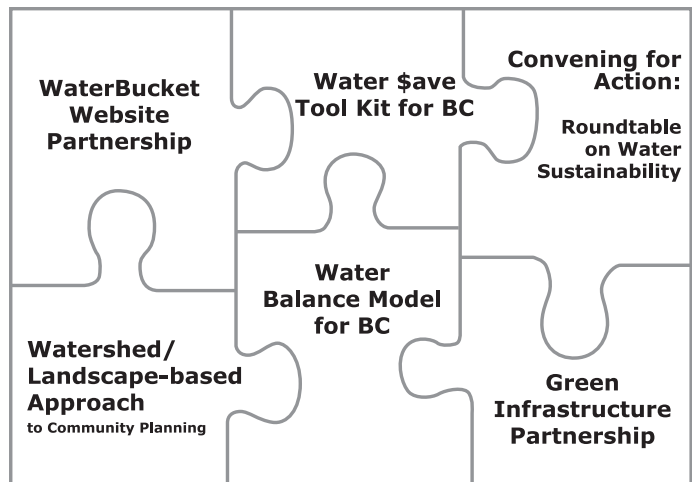 WaterBucket
Website
Partnership
Water $ave
Tool Kit for BC
Convening for
Action:
Roundtable
on Water
Sustainability
Watershed/
Landscape-based
Approach
to Community Planning
Water
Balance Model
for BC
Green
Infrastructure
Partnership